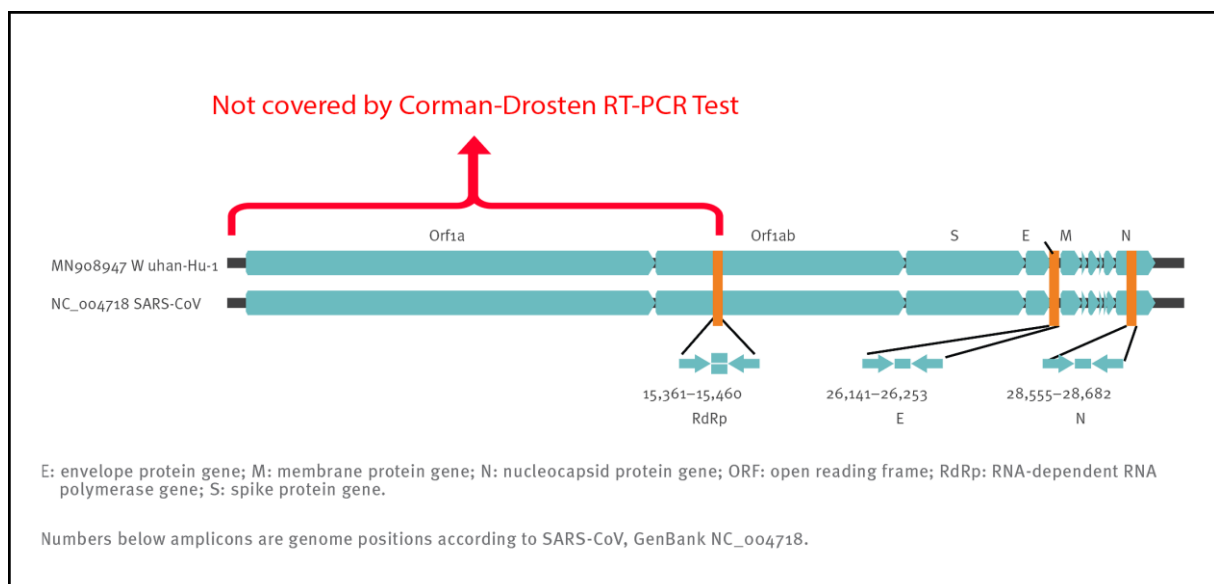 Not covered by Corman-Drosten RT-PCR Test
Orf1a Orf1ab S E M N
MN908947 W uhan-Hu-1
NC_004718 SARS-CoV
15,361–15,460 26,141–26,253 28,555–28,682
RdRp E N
E: envelope protein gene; M: membrane protein gene; N: nucleocapsid protein gene; ORF: open reading frame; RdRp: RNA-dependent RNA
polymerase gene; S: spike protein gene.
Numbers below amplicons are genome positions according to SARS-CoV, GenBank NC_004718.